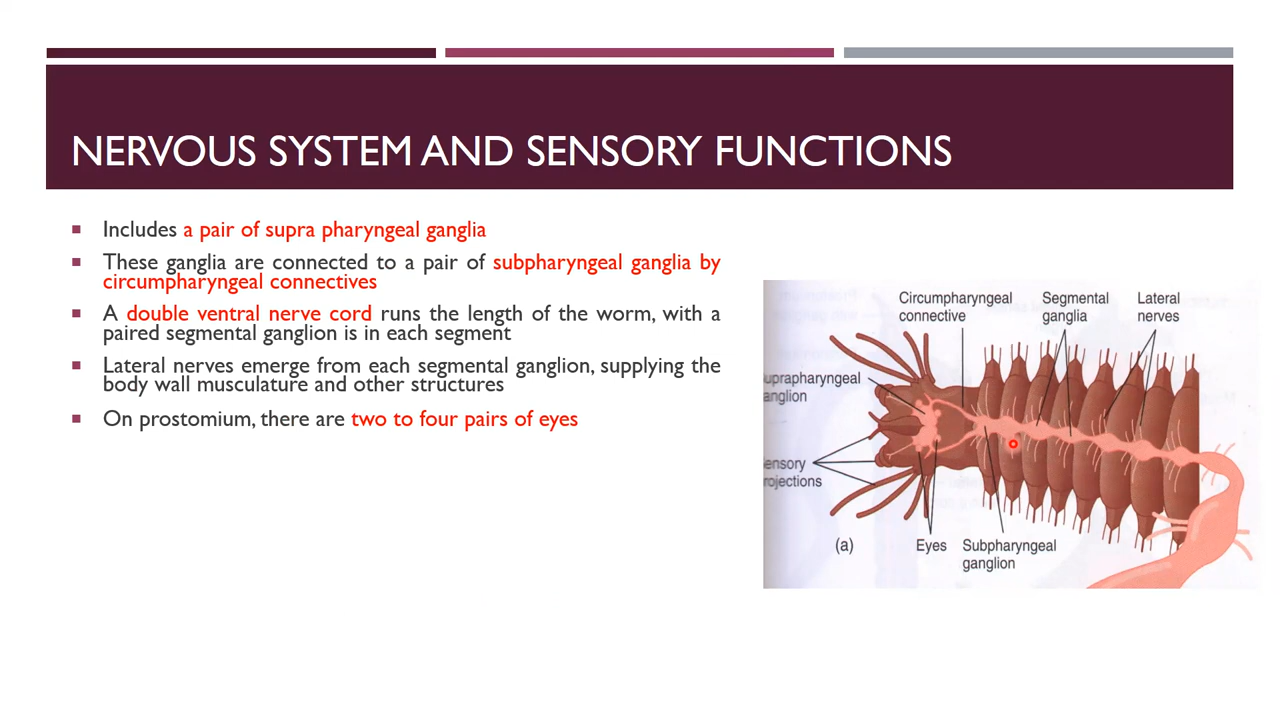 NERVOUS SYSTEM AND SENSORY FUNCTIONS
Includes a pair of supra pharyngeal ganglia
These ganglia are connected to a pair of subpharyngeal ganglia by
circumpharyngeal connectives
A double ventral nerve cord runs the length of the worm, with a
paired segmental ganglion is in each segment
Lateral nerves emerge from each segmental ganglion, supplying the
body wall musculature and other structures
On prostomium, there are two to four pairs of eyes
Circumpharyngeal
connective
Segmental
ganglia
Lateral
nerves
uprapharyngeal
anglion
ensory
rojections
(a)
Eyes
Subpharyngeal
ganglion